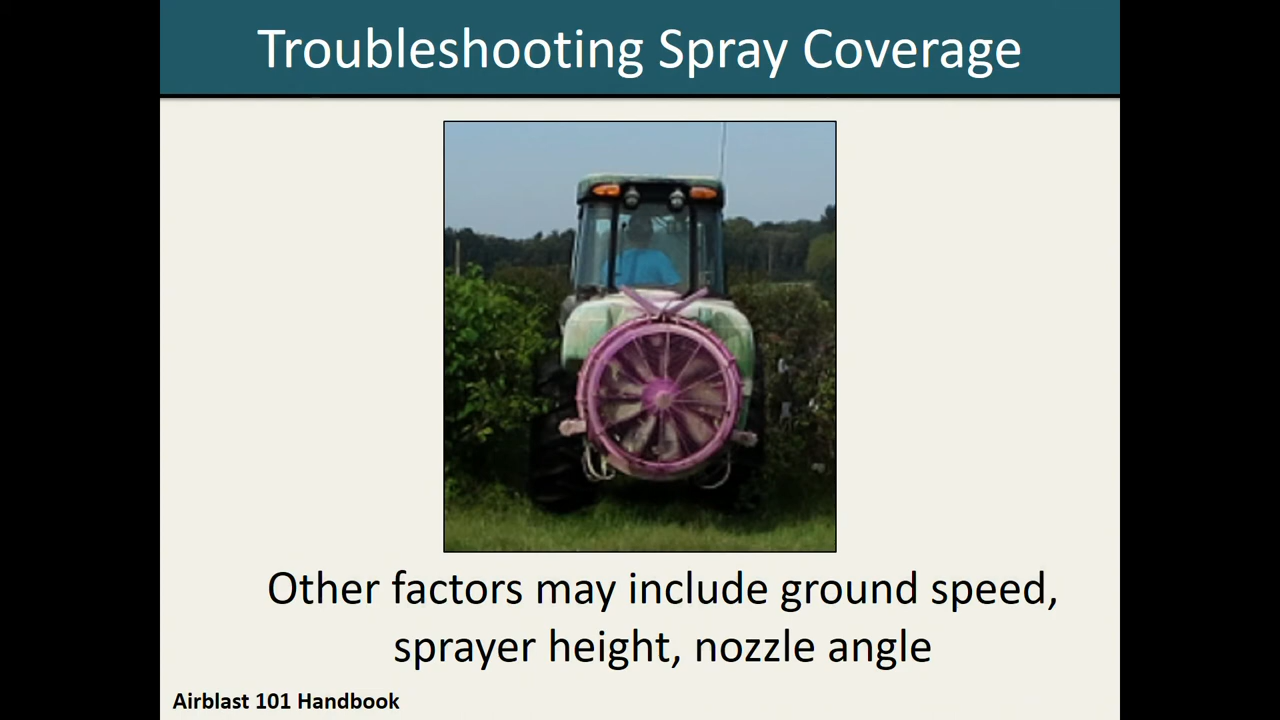 Troubleshooting Spray Coverage
Other factors may include ground speed,
sprayer height, nozzle angle
Airblast 101 Handbook